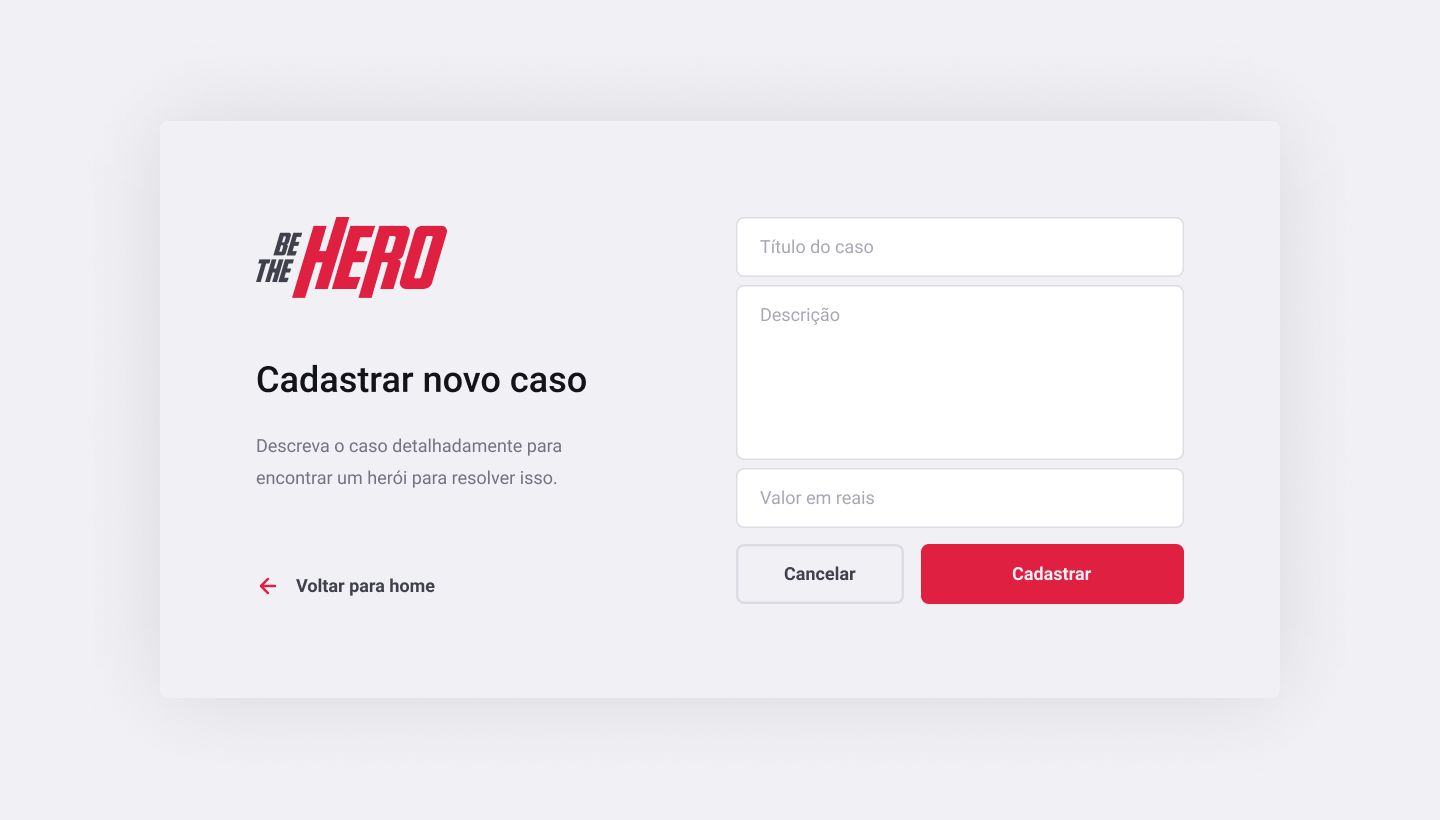 BE
THE HERO
Cadastrar novo caso
Descreva o caso detalhadamente para
encontrar um herói para resolver isso.
Voltar para home
Título do caso
Descrição
Valor em reais
Cancelar
Cadastrar